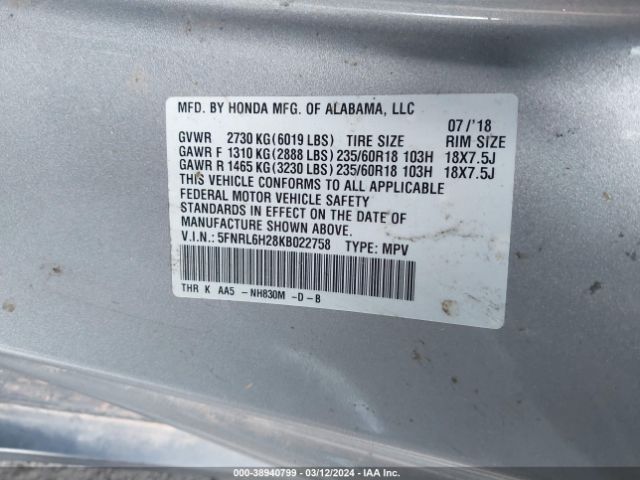 MFD. BY HONDA MFG. OF ALABAMA, LLC
07/'18
GVWR 2730 KG (6019 LBS) TIRE SIZE RIM SIZE
GAWR F 1310 KG (2888 LBS) 235/60R18 103H 18X7.5J
GAWR R 1465 KG (3230 LBS) 235/60R18 103H 18X7.5J
THIS VEHICLE CONFORMS TO ALL APPLICABLE
FEDERAL MOTOR VEHICLE SAFETY
STANDARDS IN EFFECT ON THE DATE OF
MANUFACTURE SHOWN ABOVE.
V.I.N.: 5FNRL6H28KB022758 TYPE: MPV
THR K AA5 - NH830M - D - B
000-38940799 - 03/12/2024 - IAA Inc.